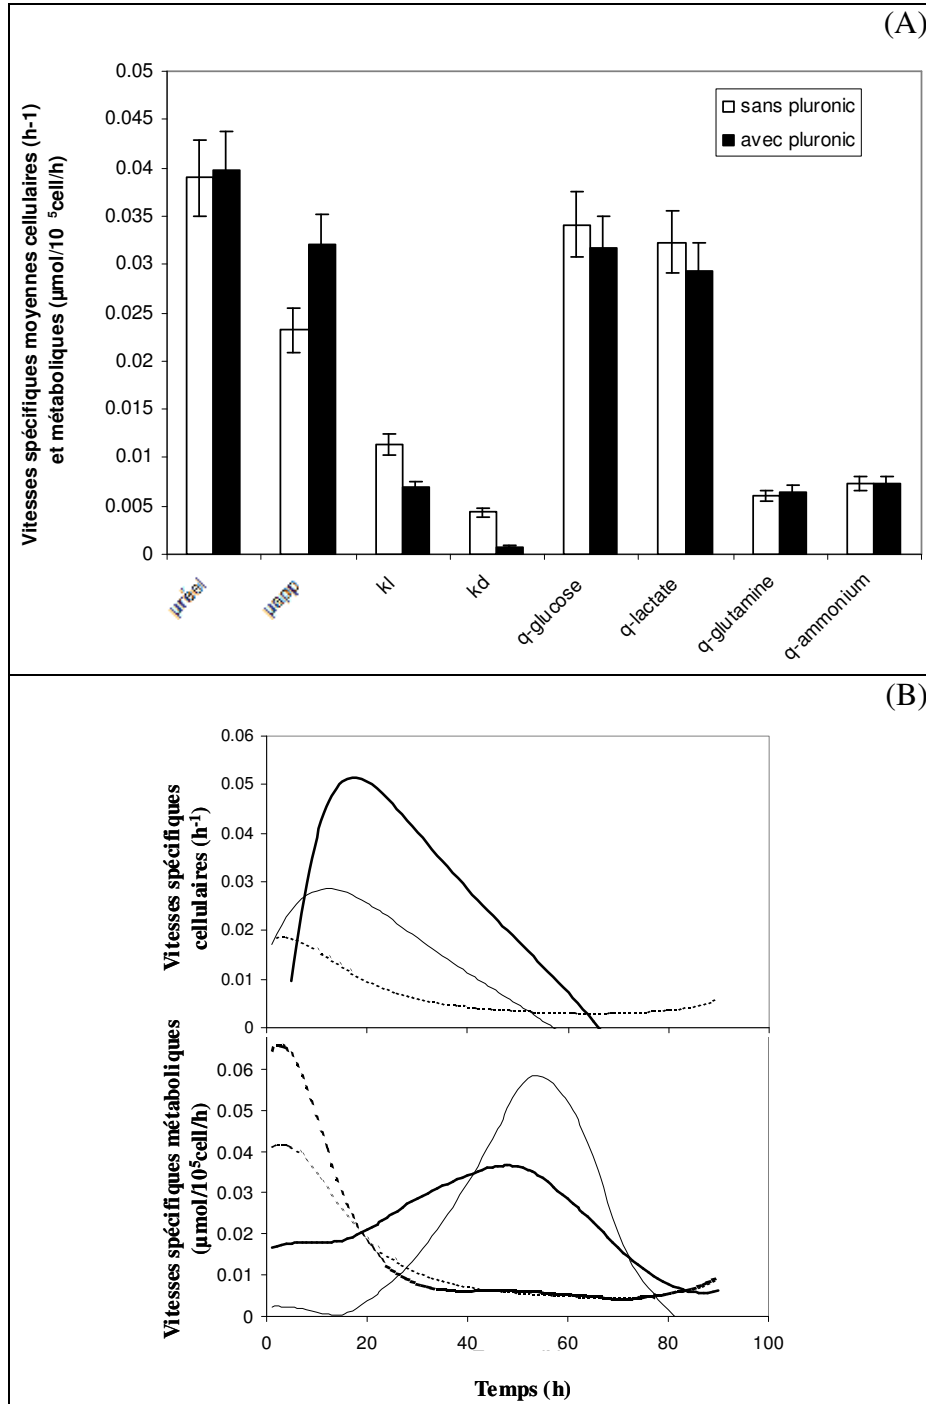 (A)
Vitesses spécifiques moyennes cellulaires (h-1)
et métaboliques (µmol/10 5cell/h)
0.05
0.045
0.04
0.035
0.03
0.025
0.02
0.015
0.01
0.005
0
sans pluronic
avec pluronic
µréel
µapp
kl
kd
q-glucose
q-lactate
q-glutamine
q-ammonium
(B)
Vitesses spécifiques
cellulaires (h-1)
0.06
0.05
0.04
0.03
0.02
0.01
0
Vitesses spécifiques métaboliques
(µmol/105cell/h)
0.06
0.05
0.04
0.03
0.02
0.01
0
0 20 40 60 80 100
Temps (h)